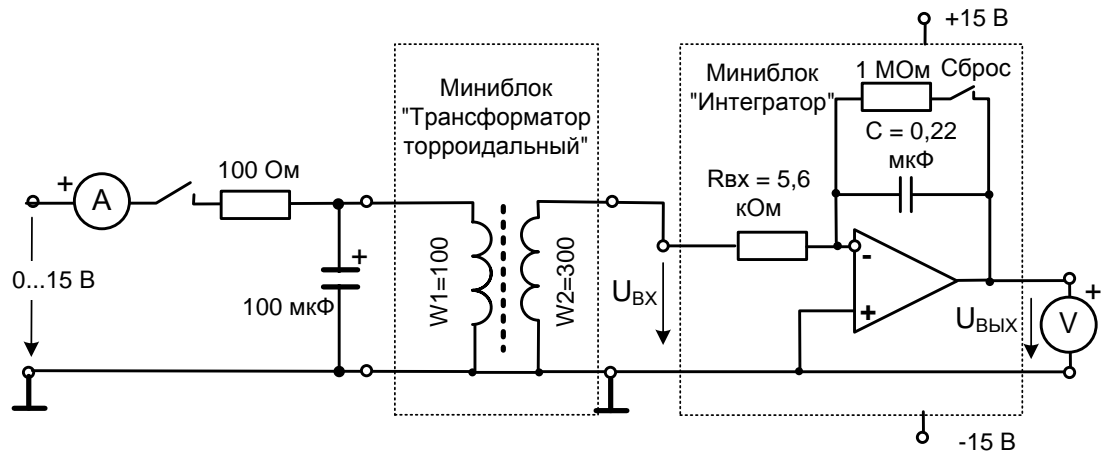 +15 В
Миниблок
"Трансформатор
торроидальный"
Миниблок
"Интегратор"
1 МОм
Сброс
C = 0,22
мкФ
+
A
100 Ом
Rвх = 5,6
кОм
0...15 В
+
100 мкФ
W1=100
W2=300
UВХ
-
+
UВЫХ
+
V
-15 В